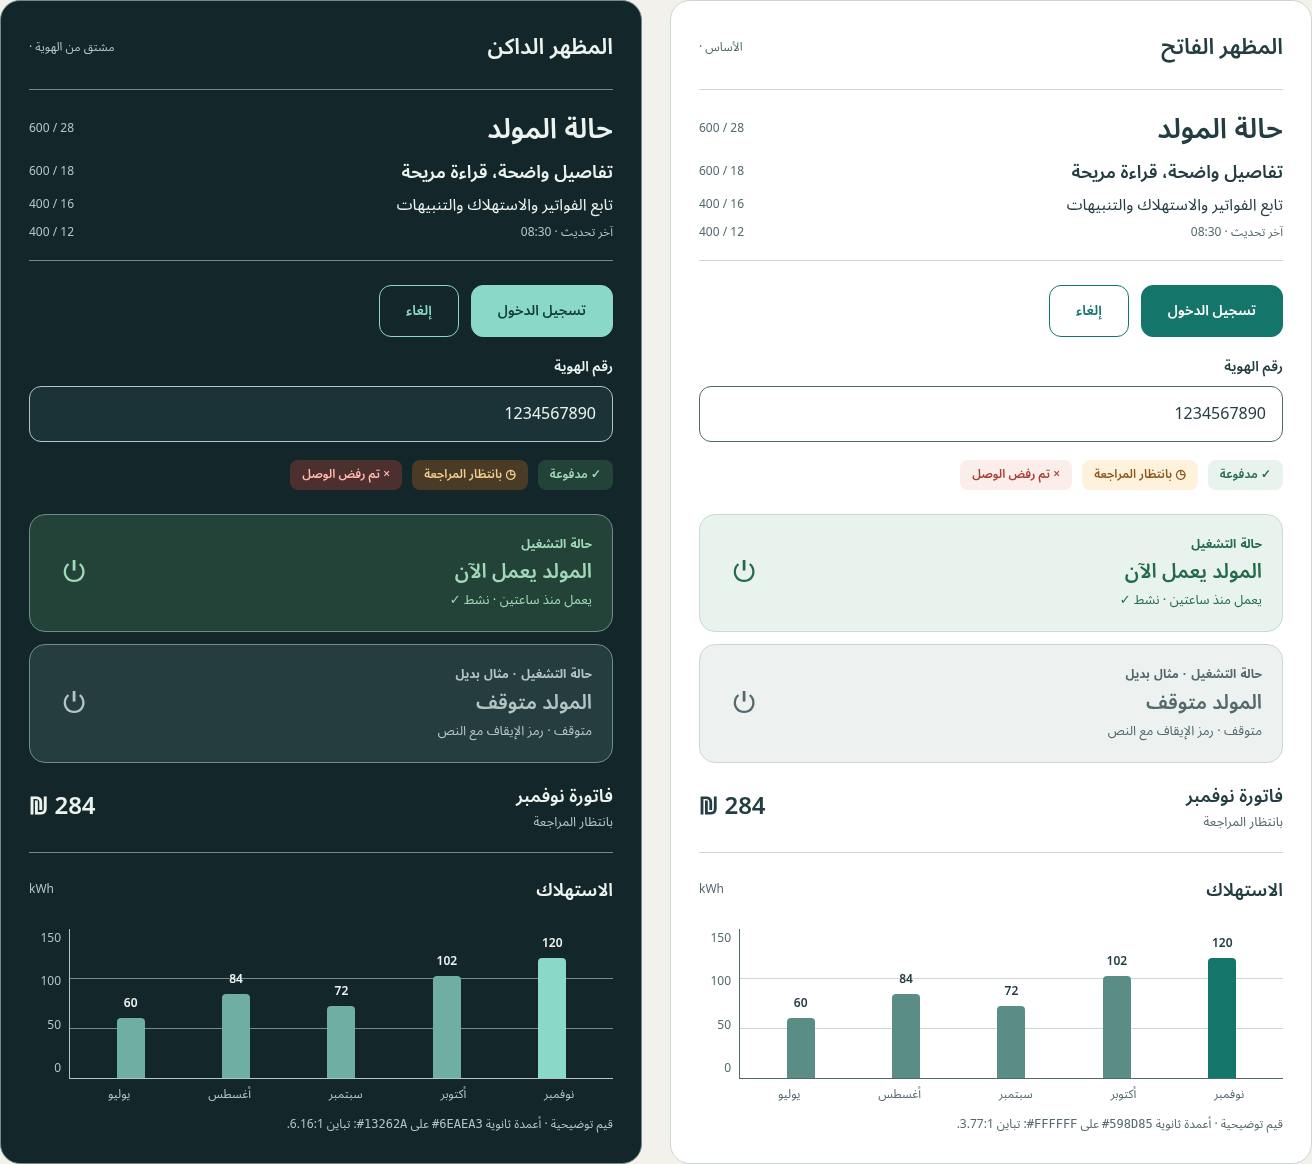 المظهر الفاتح
الأساس ·
حالة المولد
600 / 28
تفاصيل واضحة، قراءة مريحة
600 / 18
تابع الفواتير والاستهلاك والتنبيهات
400 / 16
آخر تحديث · 08:30
400 / 12
تسجيل الدخول
إلغاء
رقم الهوية
1234567890
✓ مدفوعة
◷ بانتظار المراجعة
× تم رفض الوصل
حالة التشغيل
المولد يعمل الآن
يعمل منذ ساعتين · نشط ✓
حالة التشغيل · مثال بديل
المولد متوقف
متوقف · رمز الإيقاف مع النص
فاتورة نوفمبر
284 ₪
بانتظار المراجعة
الاستهلاك
kWh
150
100
50
0
120
102
72
84
60
نوفمبر
أكتوبر
سبتمبر
أغسطس
يوليو
قيم توضيحية · أعمدة ثانوية #598D85 على #FFFFFF: تباين 3.77:1.
المظهر الداكن
مشتق من الهوية ·
حالة المولد
600 / 28
تفاصيل واضحة، قراءة مريحة
600 / 18
تابع الفواتير والاستهلاك والتنبيهات
400 / 16
آخر تحديث · 08:30
400 / 12
تسجيل الدخول
إلغاء
رقم الهوية
1234567890
✓ مدفوعة
◷ بانتظار المراجعة
× تم رفض الوصل
حالة التشغيل
المولد يعمل الآن
يعمل منذ ساعتين · نشط ✓
حالة التشغيل · مثال بديل
المولد متوقف
متوقف · رمز الإيقاف مع النص
فاتورة نوفمبر
284 ₪
بانتظار المراجعة
الاستهلاك
kWh
150
100
50
0
120
102
72
84
60
نوفمبر
أكتوبر
سبتمبر
أغسطس
يوليو
قيم توضيحية · أعمدة ثانوية #6EAEA3 على #13262A: تباين 6.16:1.